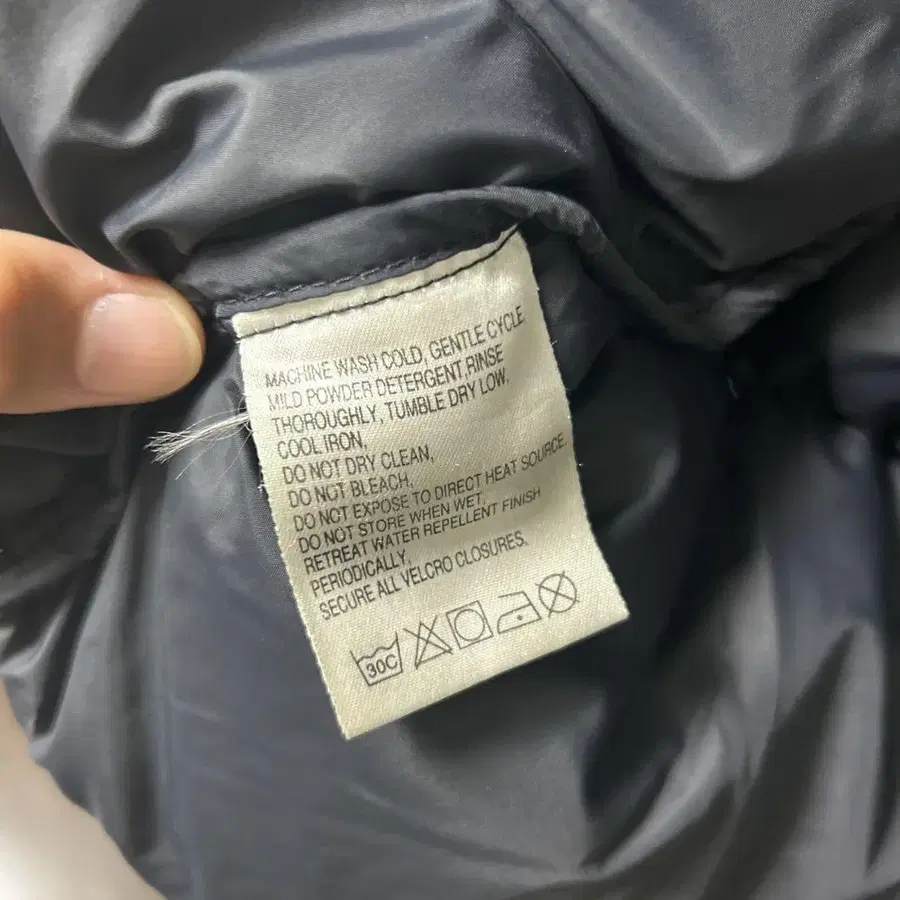 MACHINE WASH COLD, GENTLE CYCLE
MILD POWDER DETERGENT RINSE
THOROUGHLY, TUMBLE DRY LOW,
COOL IRON,
DO NOT DRY CLEAN,
DO NOT BLEACH,
DO NOT EXPOSE TO DIRECT HEAT SOURCE,
DO NOT STORE WHEN WET,
RETREAT WATER REPELLENT FINISH
PERIODICALLY,
SECURE ALL VELCRO CLOSURES,
30C